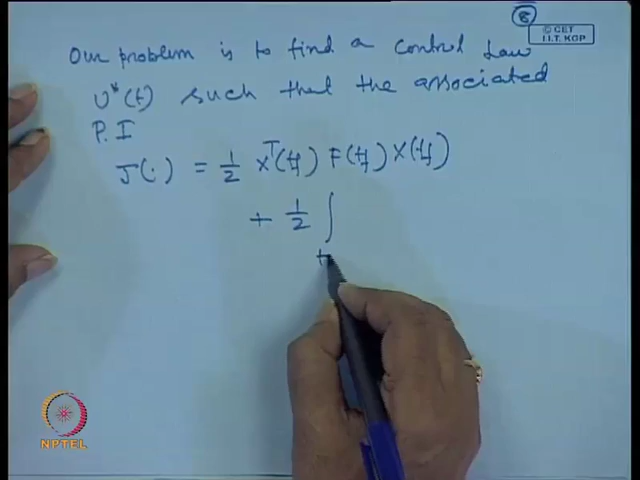 8
© CET
I.I.T. KGP
Our problem is to find a control Law
U*(t) such that the associated
P.I
J(.) = 1/2 X^T(tf) F(tf) X(tf)
+ 1/2 ∫
t
NPTEL